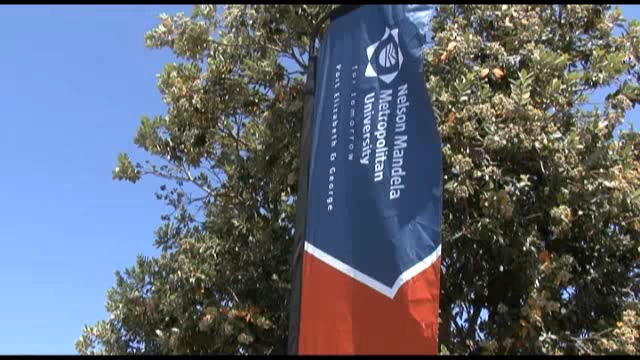 Nelson Mandela
Metropolitan
University
for tomorrow
Port Elizabeth & George